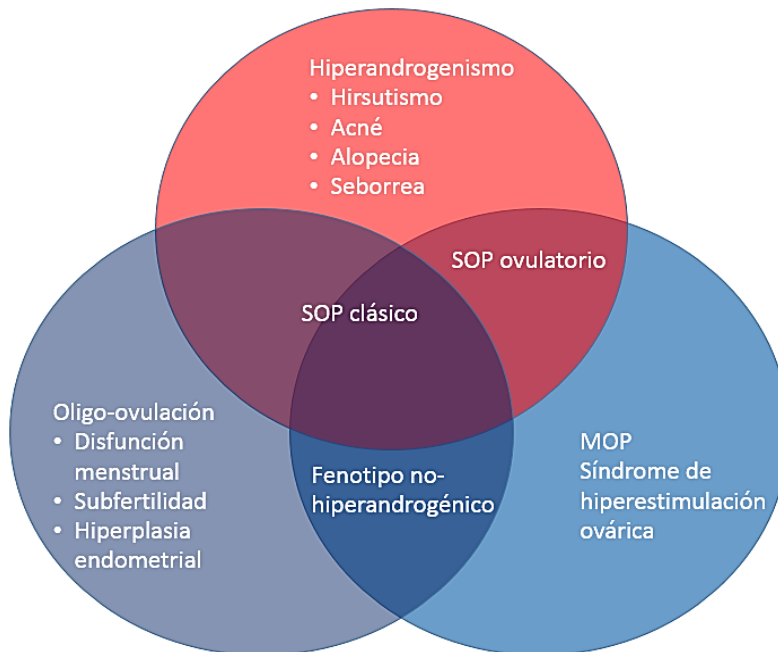 Hiperandrogenismo
• Hirsutismo
• Acné
• Alopecia
• Seborrea
SOP ovulatorio
SOP clásico
Oligo-ovulación
• Disfunción
menstrual
• Subfertilidad
• Hiperplasia
endometrial
Fenotipo no-
hiperandrogénico
MOP
Síndrome de
hiperestimulación
ovárica